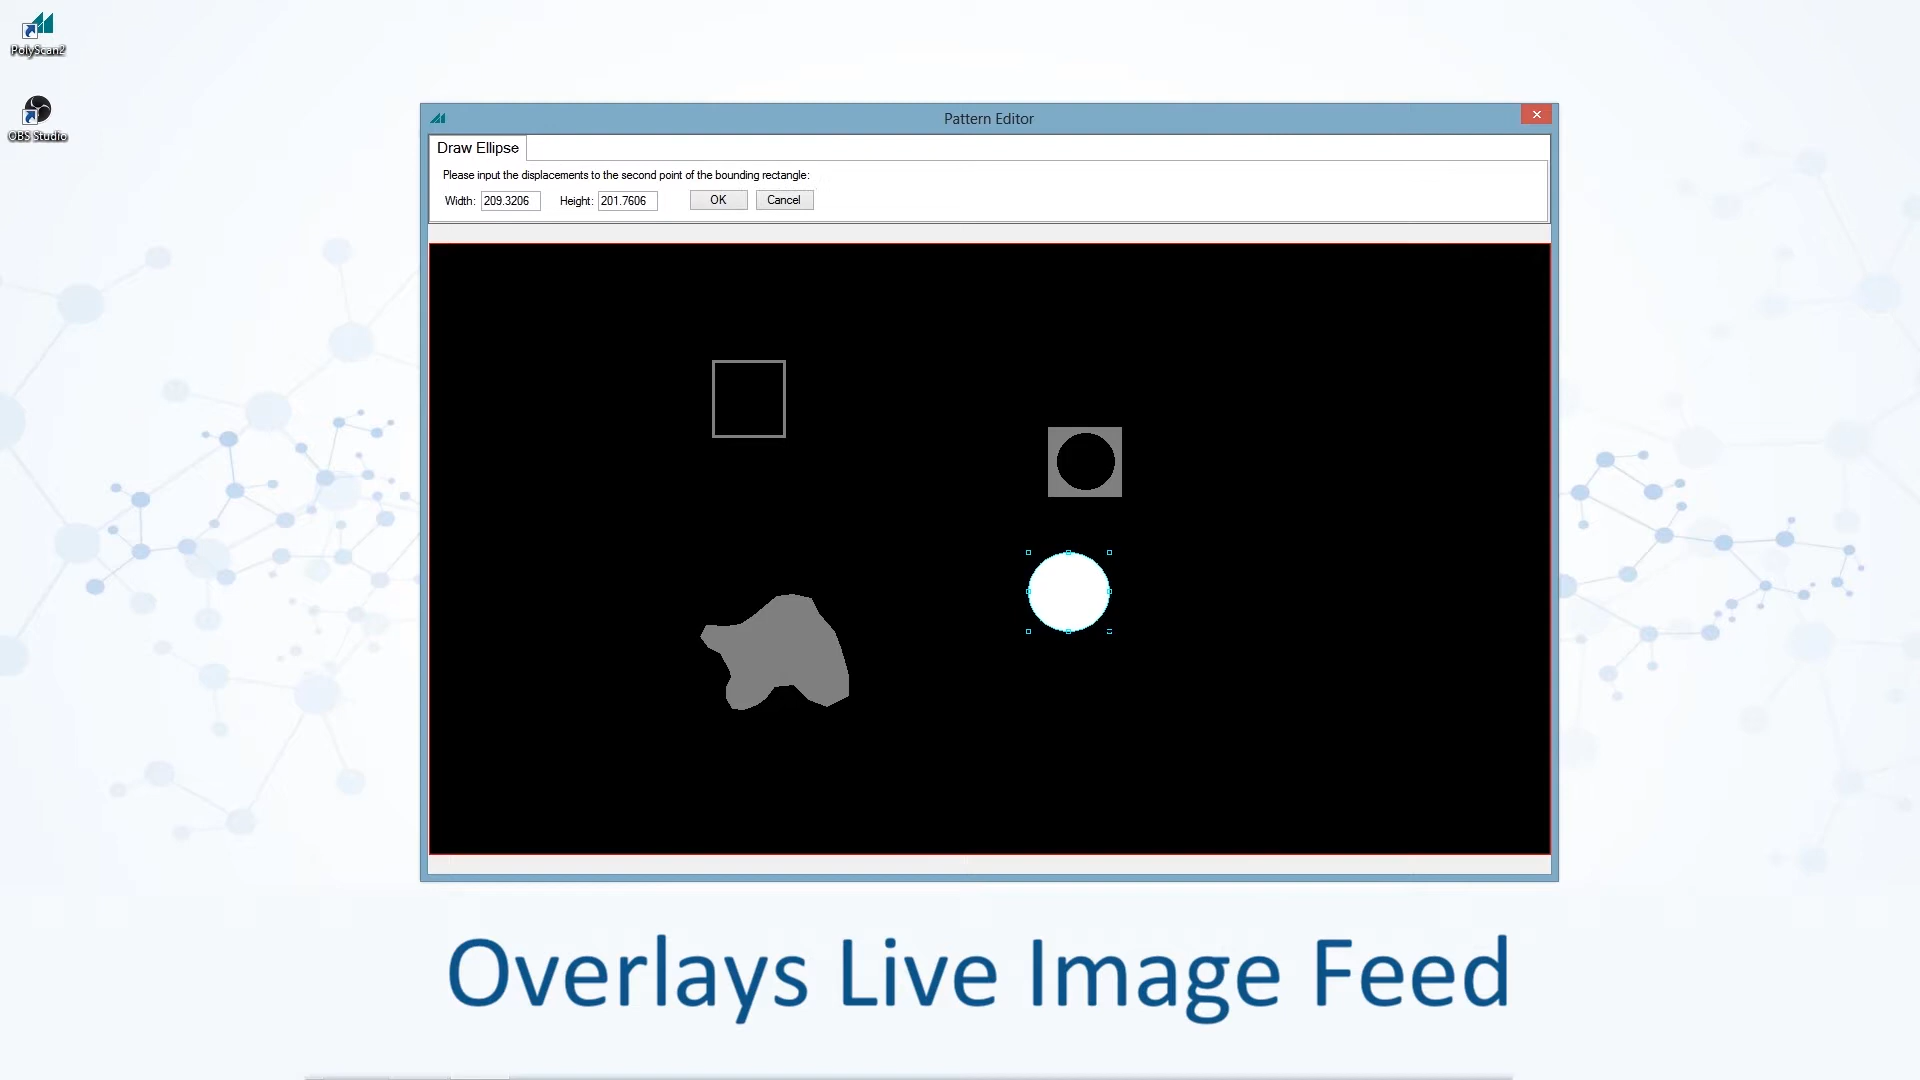 PolyScan2
OBS Studio
Pattern Editor
Draw Ellipse
Please input the displacements to the second point of the bounding rectangle:
Width: 209.3206 Height: 201.7606 OK Cancel
Overlays Live Image Feed